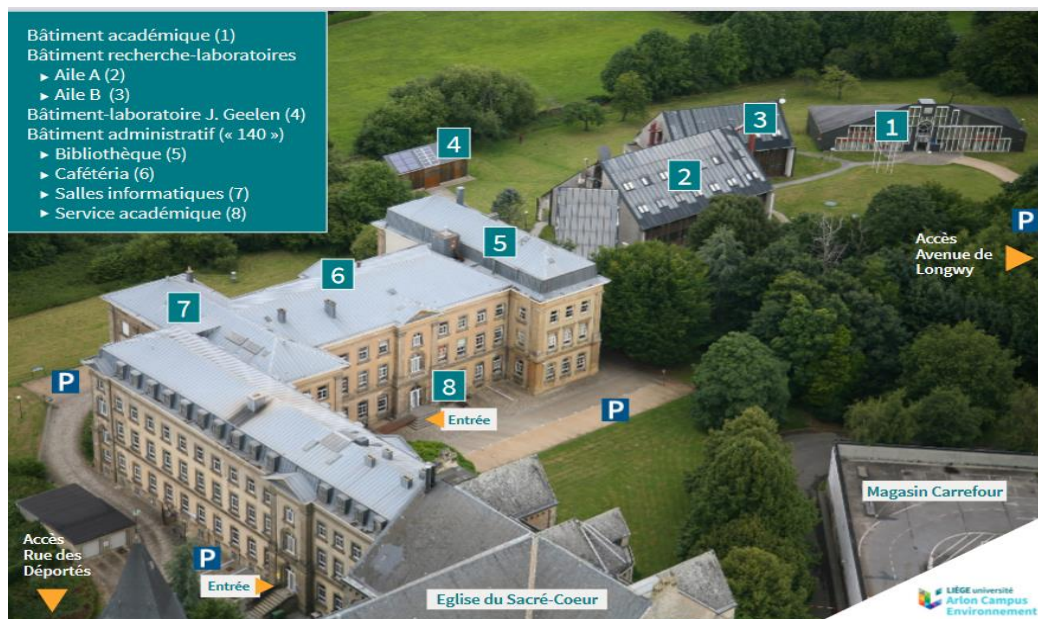 Bâtiment académique (1)
Bâtiment recherche-laboratoires
► Aile A (2)
► Aile B (3)
Bâtiment-laboratoire J. Geelen (4)
Bâtiment administratif (« 140 »)
► Bibliothèque (5)
► Cafétéria (6)
► Salles informatiques (7)
► Service académique (8)
1
3
4
2
P
5
Accès
Avenue de
Longwy
6
7
P
8
P
Entrée
Magasin Carrefour
Accès
Rue des
Déportés
P
Entrée
Eglise du Sacré-Coeur
LIÈGE université
Arlon Campus
Environnement